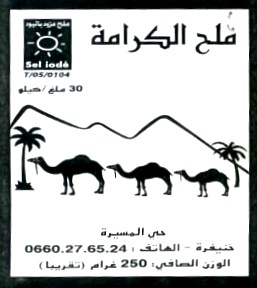 ملح الكرامة
ملح مزود باليود
Sel iodé
T/05/0104
30 ملغ/كيلو
حي المسيرة
خنيفرة - الهاتف : 0660.27.65.24
الوزن الصافي: 250 غرام (تقريبا)